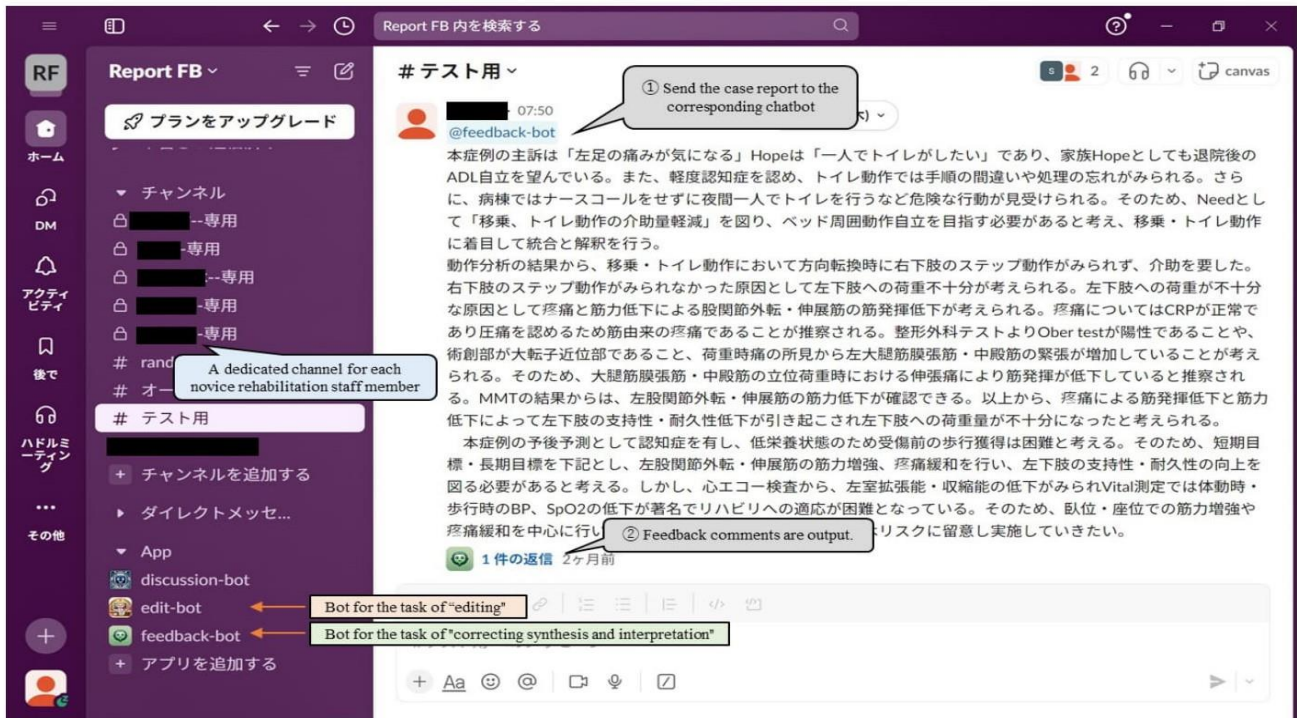 Report FB 内を検索する
RF
ホーム
DM
アクティ
ビティ
後で
ハドルミ
ーティン
グ
その他
Report FB
プランをアップグレード
チャンネル
--専用
-専用
--専用
-専用
-専用
A dedicated channel for each
novice rehabilitation staff member
# テスト用
+ チャンネルを追加する
ダイレクトメッセ...
App
discussion-bot
edit-bot
feedback-bot
+ アプリを追加する
Bot for the task of "editing"
Bot for the task of "correcting synthesis and interpretation"
# テスト用
2
canvas
① Send the case report to the
corresponding chatbot
07:50
@feedback-bot
本症例の主訴は「左足の痛みが気になる」Hopeは「一人でトイレがしたい」であり、家族Hopeとしても退院後の
ADL自立を望んでいる。また、軽度認知症を認め、トイレ動作では手順の間違いや処理の忘れがみられる。さら
に、病棟ではナースコールをせずに夜間一人でトイレを行うなど危険な行動が見受けられる。そのため、Needとし
て「移乗、トイレ動作の介助量軽減」を図り、ベッド周囲動作自立を目指す必要があると考え、移乗・トイレ動作
に着目して統合と解釈を行う。
動作分析の結果から、移乗・トイレ動作において方向転換時に右下肢のステップ動作がみられず、介助を要した。
右下肢のステップ動作がみられなかった原因として左下肢への荷重不十分が考えられる。左下肢への荷重が不十分
な原因として疼痛と筋力低下による股関節外転・伸展筋の筋発揮低下が考えられる。疼痛についてはCRPが正常で
あり圧痛を認めるため筋由来の疼痛であることが推察される。整形外科テストよりOber testが陽性であることや、
術創部が大転子近位部であること、荷重時痛の所見から左大腿筋膜張筋・中殿筋の緊張が増加していることが考え
られる。そのため、大腿筋膜張筋・中殿筋の立位荷重時における伸張痛により筋発揮が低下していると推察され
る。MMTの結果からは、左股関節外転・伸展筋の筋力低下が確認できる。以上から、疼痛による筋発揮低下と筋力
低下によって左下肢の支持性・耐久性低下が引き起こされ左下肢への荷重量が不十分になったと考えられる。
本症例の予後予測として認知症を有し、低栄養状態のため受傷前の歩行獲得は困難と考える。そのため、短期目
標・長期目標を下記とし、左股関節外転・伸展筋の筋力増強、疼痛緩和を行い、左下肢の支持性・耐久性の向上を
図る必要があると考える。しかし、心エコー検査から、左室拡張能・収縮能の低下がみられVital測定では体動時・
歩行時のBP、SpO2の低下が著名でリハビリへの適応が困難となっている。そのため、臥位・座位での筋力増強や
疼痛緩和を中心に行い
リスクに留意し実施していきたい。
② Feedback comments are output.
1 件の返信 2ヶ月前
Aa